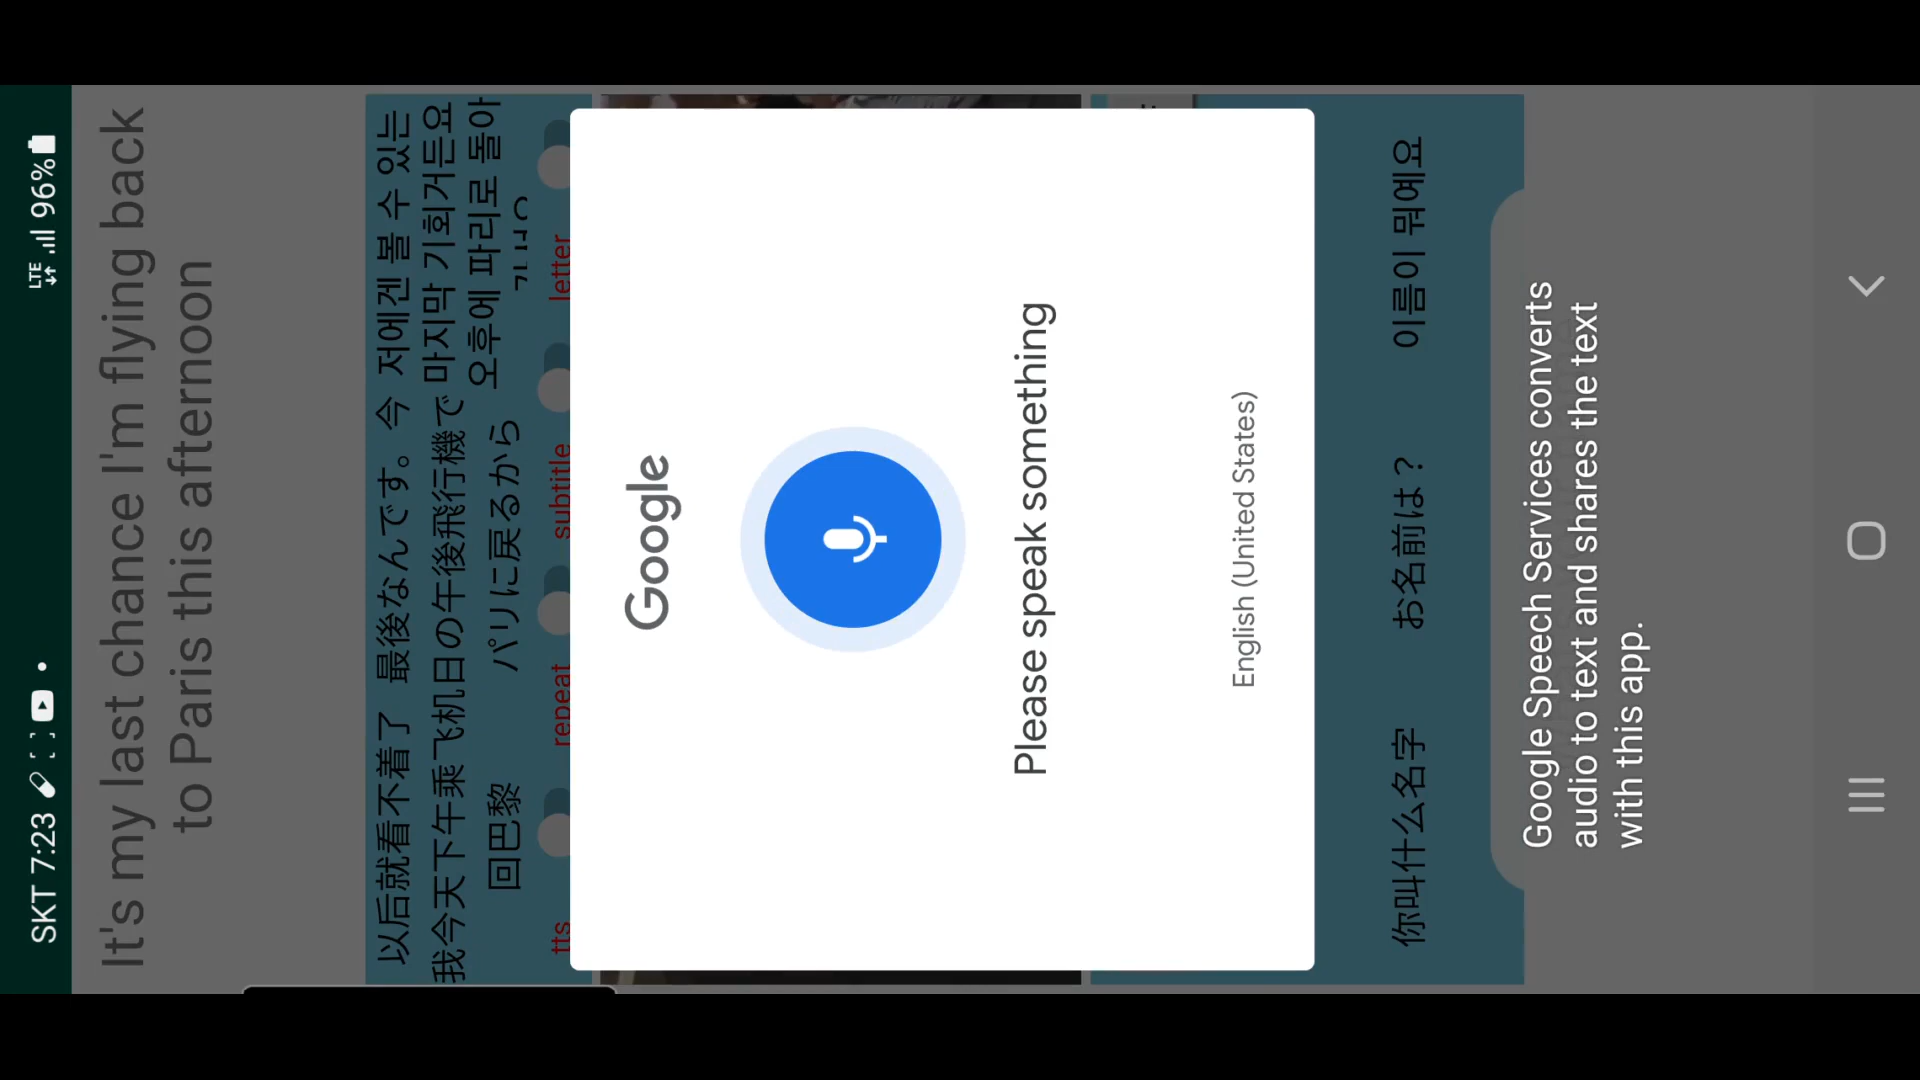 SKT 7:23
LTE
96%
It's my last chance I'm flying back
to Paris this afternoon
以后就看不着了
我今天下午乘飞机
回巴黎
最後なんです。今
日の午後飛行機で
パリに戻るから
저에겐 볼 수 있는
마지막 기회거든요
오후에 파리로 돌아
tts
repeat
subtitle
letter
Google
Please speak something
English (United States)
你叫什么名字
お名前は？
이름이 뭐예요
Google Speech Services converts
audio to text and shares the text
with this app.